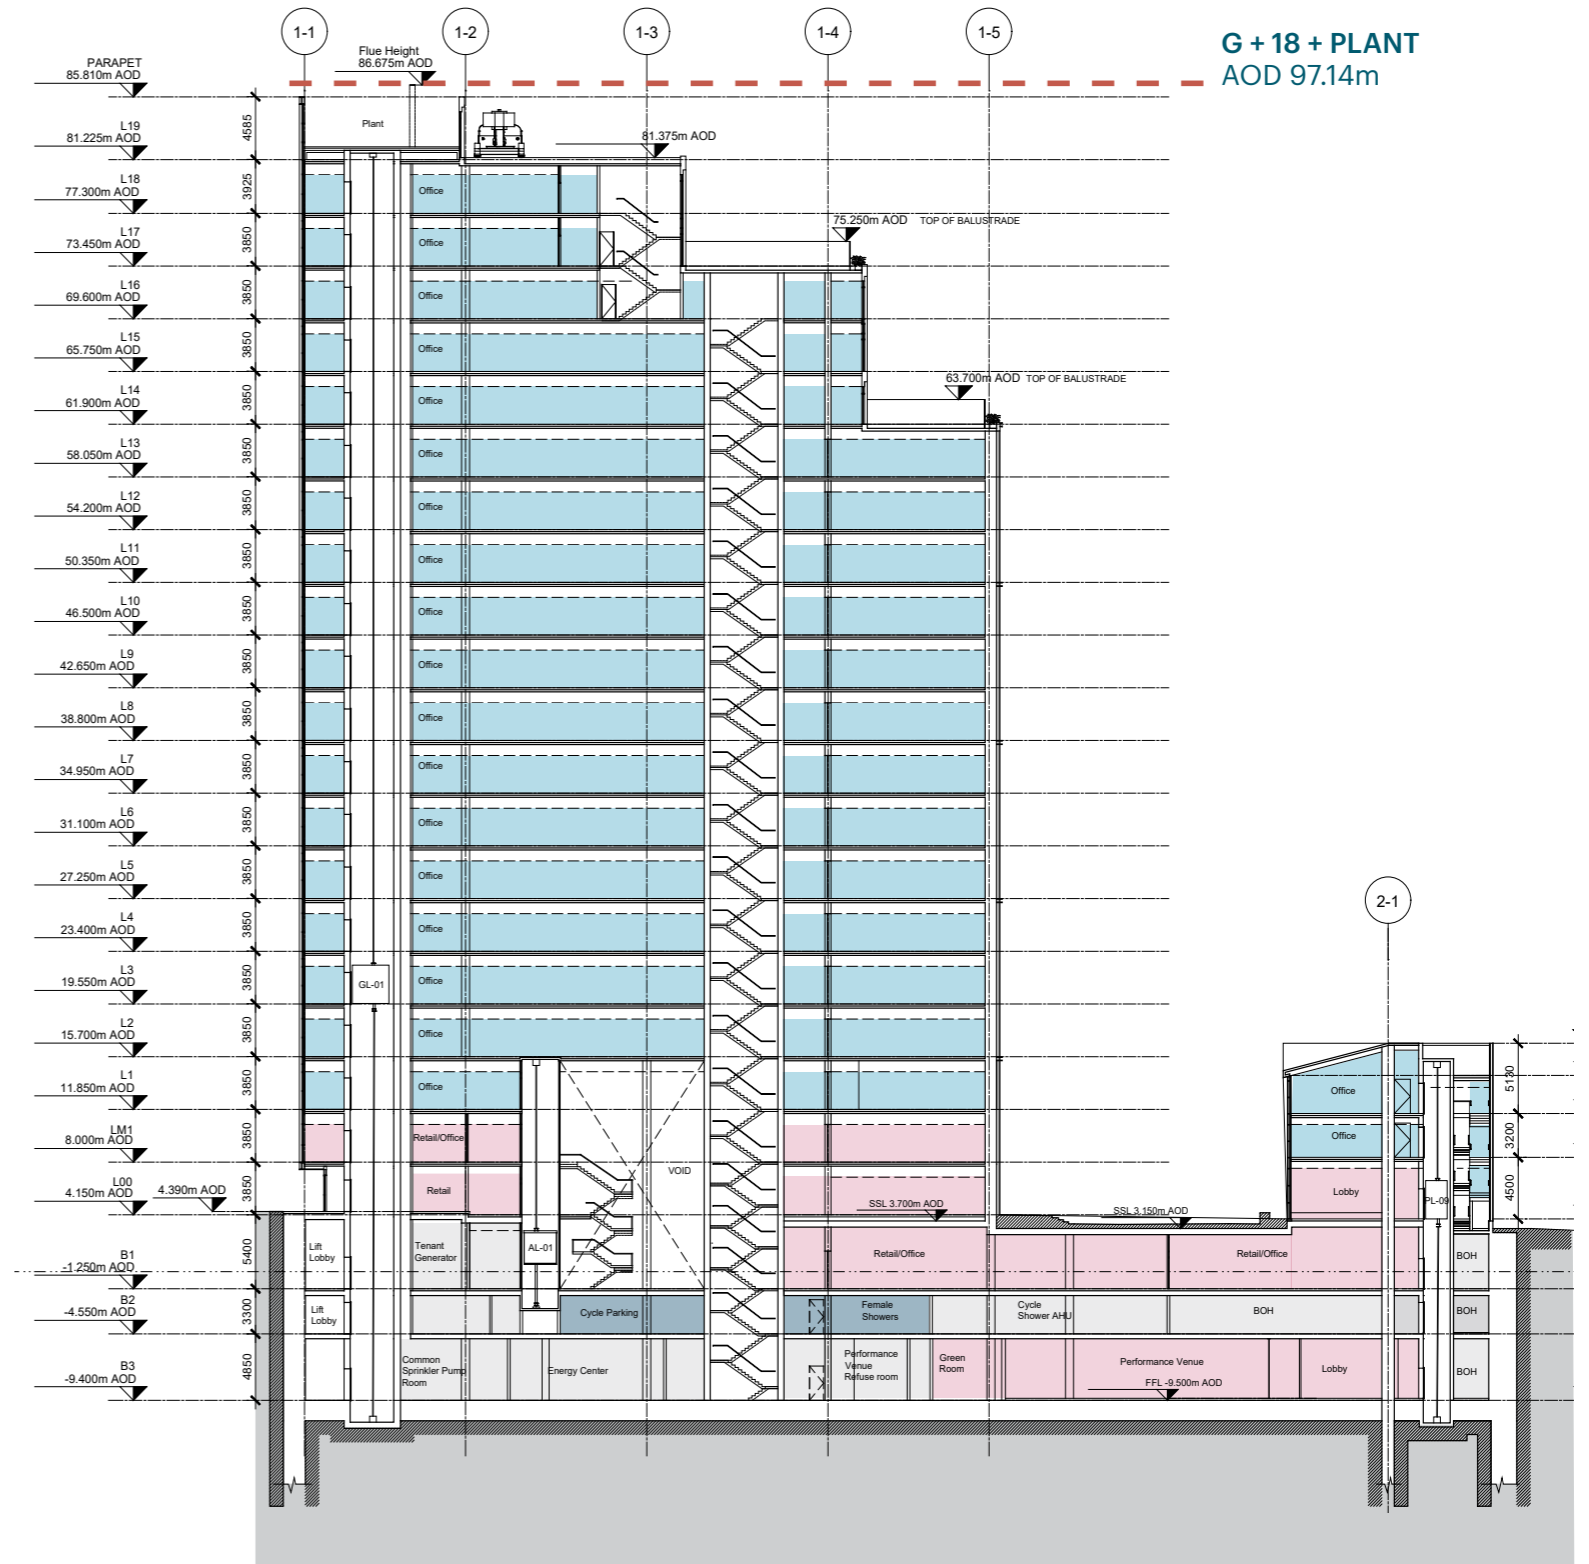 1-1
1-2
1-3
1-4
1-5
G + 18 + PLANT
AOD 97.14m
Flue Height
86.675m AOD
PARAPET
85.810m AOD
4585
Plant
L19
81.225m AOD
81.375m AOD
3925
L18
77.300m AOD
Office
75.250m AOD TOP OF BALUSTRADE
3850
L17
73.450m AOD
Office
3850
L16
69.600m AOD
Office
3850
L15
65.750m AOD
Office
63.700m AOD TOP OF BALUSTRADE
3850
L14
61.900m AOD
Office
3850
L13
58.050m AOD
Office
3850
L12
54.200m AOD
Office
3850
L11
50.350m AOD
Office
3850
L10
46.500m AOD
Office
3850
L9
42.650m AOD
Office
3850
L8
38.800m AOD
Office
3850
L7
34.950m AOD
Office
3850
L6
31.100m AOD
Office
3850
L5
27.250m AOD
Office
2-1
3850
L4
23.400m AOD
Office
3850
L3
19.550m AOD
Office
GL-01
3850
L2
15.700m AOD
Office
3850
L1
11.850m AOD
Office
Office
5130
3850
LM1
8.000m AOD
Retail/Office
VOID
Office
3200
3850
L00
4.150m AOD
4.390m AOD
Retail
SSL 3.700m AOD
SSL 3.150m AOD
Lobby
PL-09
4500
5400
B1
-1.250m AOD
Lift
Lobby
Tenant
Generator
AL-01
Retail/Office
Retail/Office
BOH
3300
B2
-4.550m AOD
Lift
Lobby
Cycle Parking
Female
Showers
Cycle
Shower AHU
BOH
BOH
4850
B3
-9.400m AOD
Common
Sprinkler Pump
Room
Energy Center
Performance
Venue
Refuse room
Green
Room
Performance Venue
FFL -9.500m AOD
Lobby
BOH